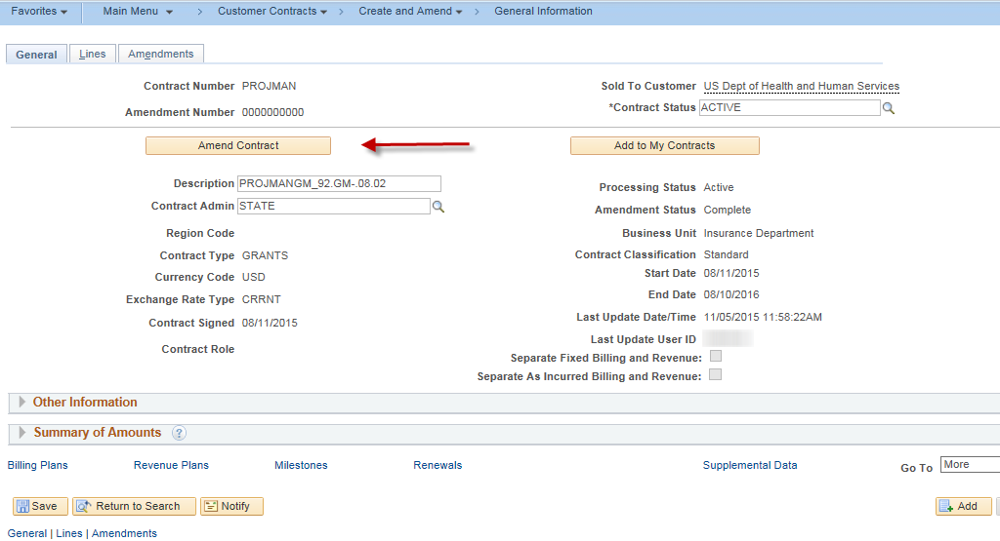 Favorites Main Menu > Customer Contracts > Create and Amend > General Information
General Lines Amendments
Contract Number PROJMAN Sold To Customer US Dept of Health and Human Services
Amendment Number 0000000000 *Contract Status ACTIVE
Amend Contract Add to My Contracts
Description PROJMANGM_92.GM-.08.02 Processing Status Active
Contract Admin STATE Amendment Status Complete
Region Code Business Unit Insurance Department
Contract Type GRANTS Contract Classification Standard
Currency Code USD Start Date 08/11/2015
Exchange Rate Type CRRNT End Date 08/10/2016
Contract Signed 08/11/2015 Last Update Date/Time 11/05/2015 11:58:22AM
Contract Role Last Update User ID
Separate Fixed Billing and Revenue:
Separate As Incurred Billing and Revenue:
Other Information
Summary of Amounts ?
Billing Plans Revenue Plans Milestones Renewals Supplemental Data Go To More
Save Return to Search Notify Add
General | Lines | Amendments